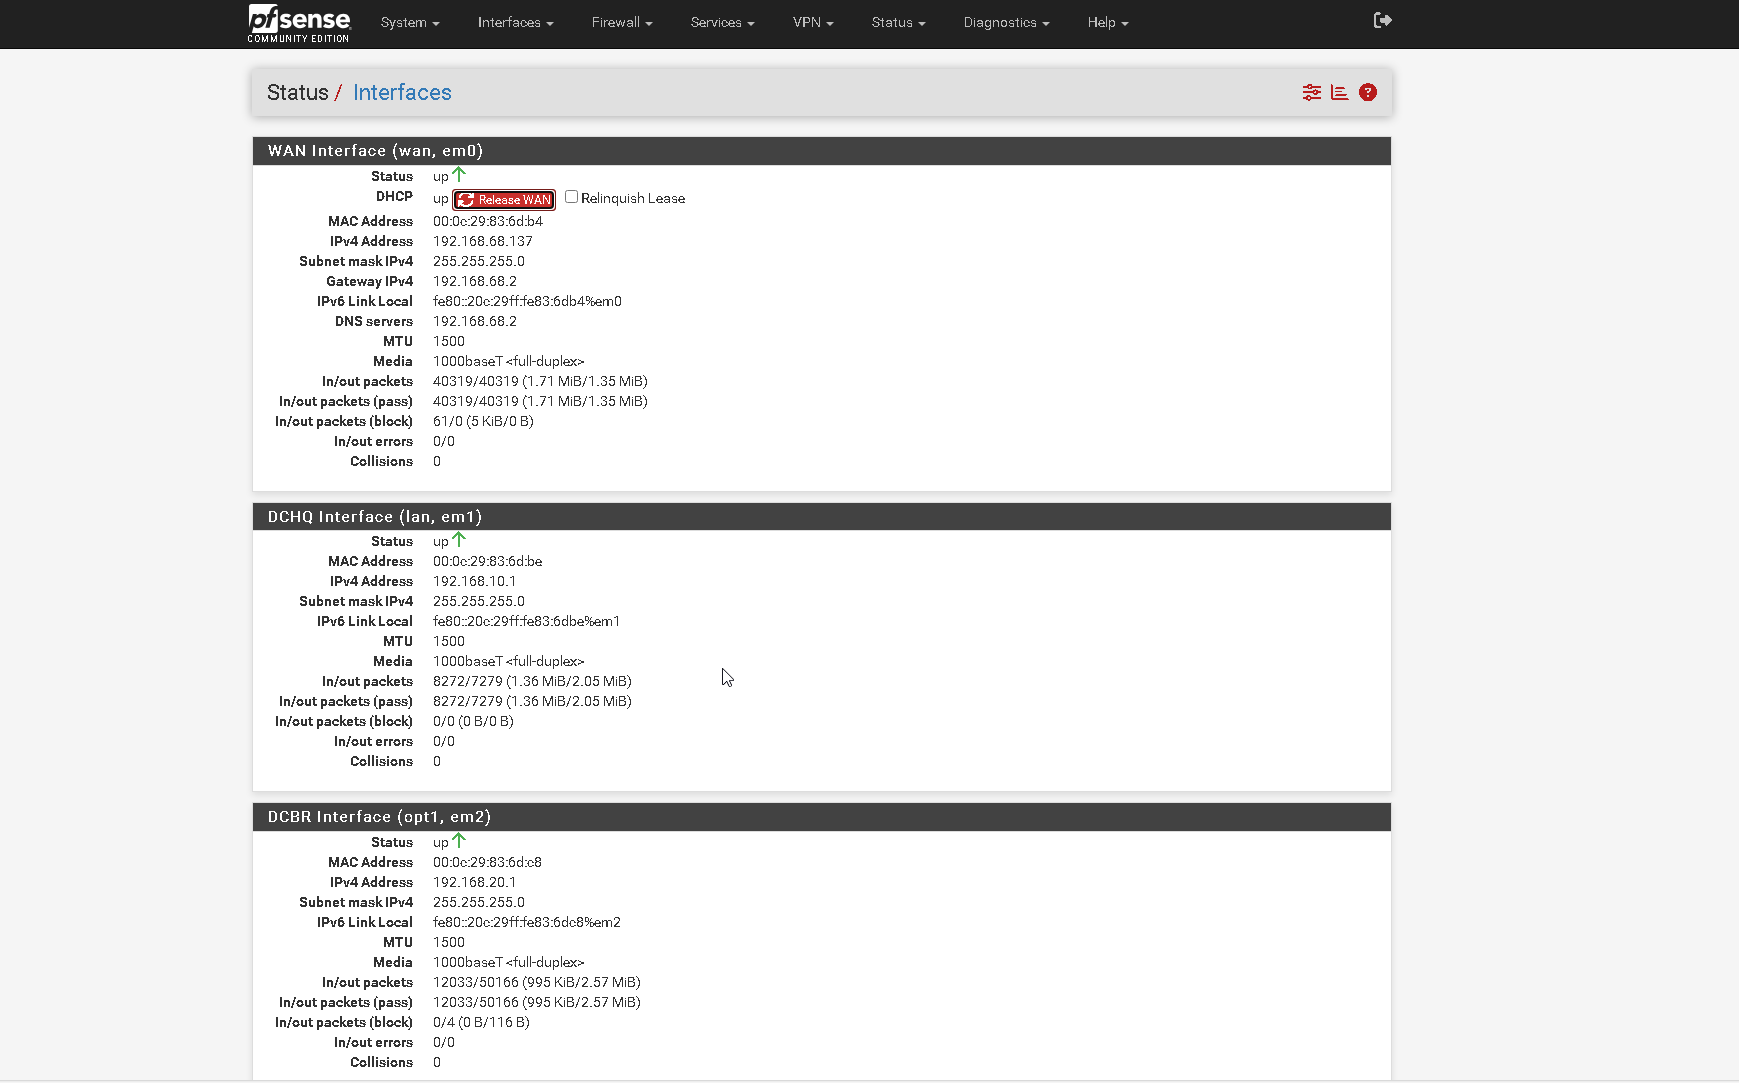 pfsense
COMMUNITY EDITION
System Interfaces Firewall Services VPN Status Diagnostics Help
Status / Interfaces
WAN Interface (wan, em0)
Status up
DHCP up Release WAN Relinquish Lease
MAC Address 00:0c:29:83:6d:b4
IPv4 Address 192.168.68.137
Subnet mask IPv4 255.255.255.0
Gateway IPv4 192.168.68.2
IPv6 Link Local fe80::20c:29ff:fe83:6db4%em0
DNS servers 192.168.68.2
MTU 1500
Media 1000baseT <full-duplex>
In/out packets 40319/40319 (1.71 MiB/1.35 MiB)
In/out packets (pass) 40319/40319 (1.71 MiB/1.35 MiB)
In/out packets (block) 61/0 (5 KiB/0 B)
In/out errors 0/0
Collisions 0
DCHQ Interface (lan, em1)
Status up
MAC Address 00:0c:29:83:6d:be
IPv4 Address 192.168.10.1
Subnet mask IPv4 255.255.255.0
IPv6 Link Local fe80::20c:29ff:fe83:6dbe%em1
MTU 1500
Media 1000baseT <full-duplex>
In/out packets 8272/7279 (1.36 MiB/2.05 MiB)
In/out packets (pass) 8272/7279 (1.36 MiB/2.05 MiB)
In/out packets (block) 0/0 (0 B/0 B)
In/out errors 0/0
Collisions 0
DCBR Interface (opt1, em2)
Status up
MAC Address 00:0c:29:83:6d:c8
IPv4 Address 192.168.20.1
Subnet mask IPv4 255.255.255.0
IPv6 Link Local fe80::20c:29ff:fe83:6dc8%em2
MTU 1500
Media 1000baseT <full-duplex>
In/out packets 12033/50166 (995 KiB/2.57 MiB)
In/out packets (pass) 12033/50166 (995 KiB/2.57 MiB)
In/out packets (block) 0/4 (0 B/116 B)
In/out errors 0/0
Collisions 0